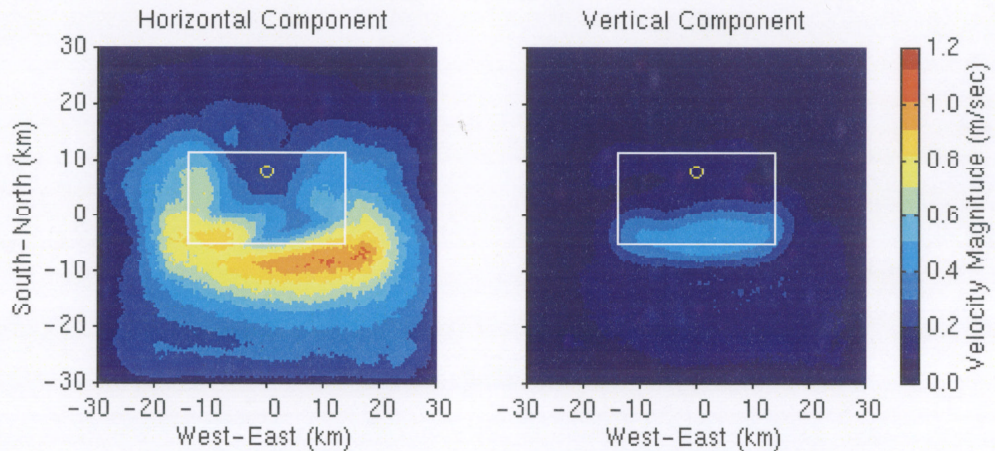 Horizontal Component
Vertical Component
30
20
10
0
-10
-20
-30
South-North (km)
-30 -20 -10 0 10 20 30
West-East (km)
-30 -20 -10 0 10 20 30
West-East (km)
1.2
1.0
0.8
0.6
0.4
0.2
0.0
Velocity Magnitude (m/sec)